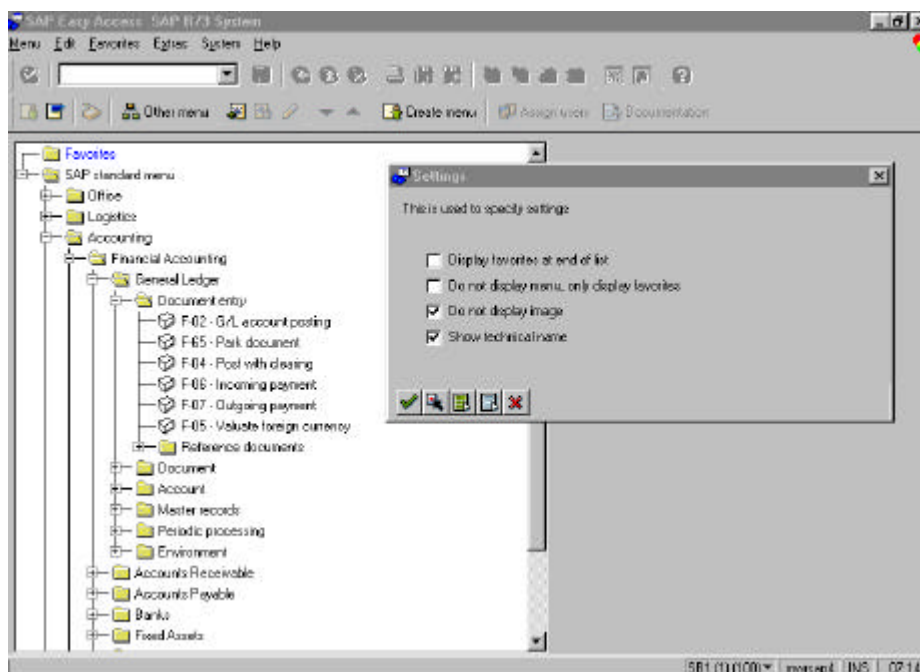 SAP Easy Access SAP R/3 System
Menu Edit Favorites Extras System Help
Other menu Create menu Assign users Documentation
Favorites
SAP standard menu
Office
Logistics
Accounting
Financial Accounting
General Ledger
Document entry
F-02 - G/L account posting
F-65 - Park document
F-04 - Post with clearing
F-06 - Incoming payment
F-07 - Outgoing payment
F-05 - Valuate foreign currency
Reference documents
Document
Account
Master records
Periodic processing
Environment
Accounts Receivable
Accounts Payable
Banks
Fixed Assets
Settings
This is used to specify settings
Display favorites at end of list
Do not display menu, only display favorites
Do not display image
Show technical name
INS